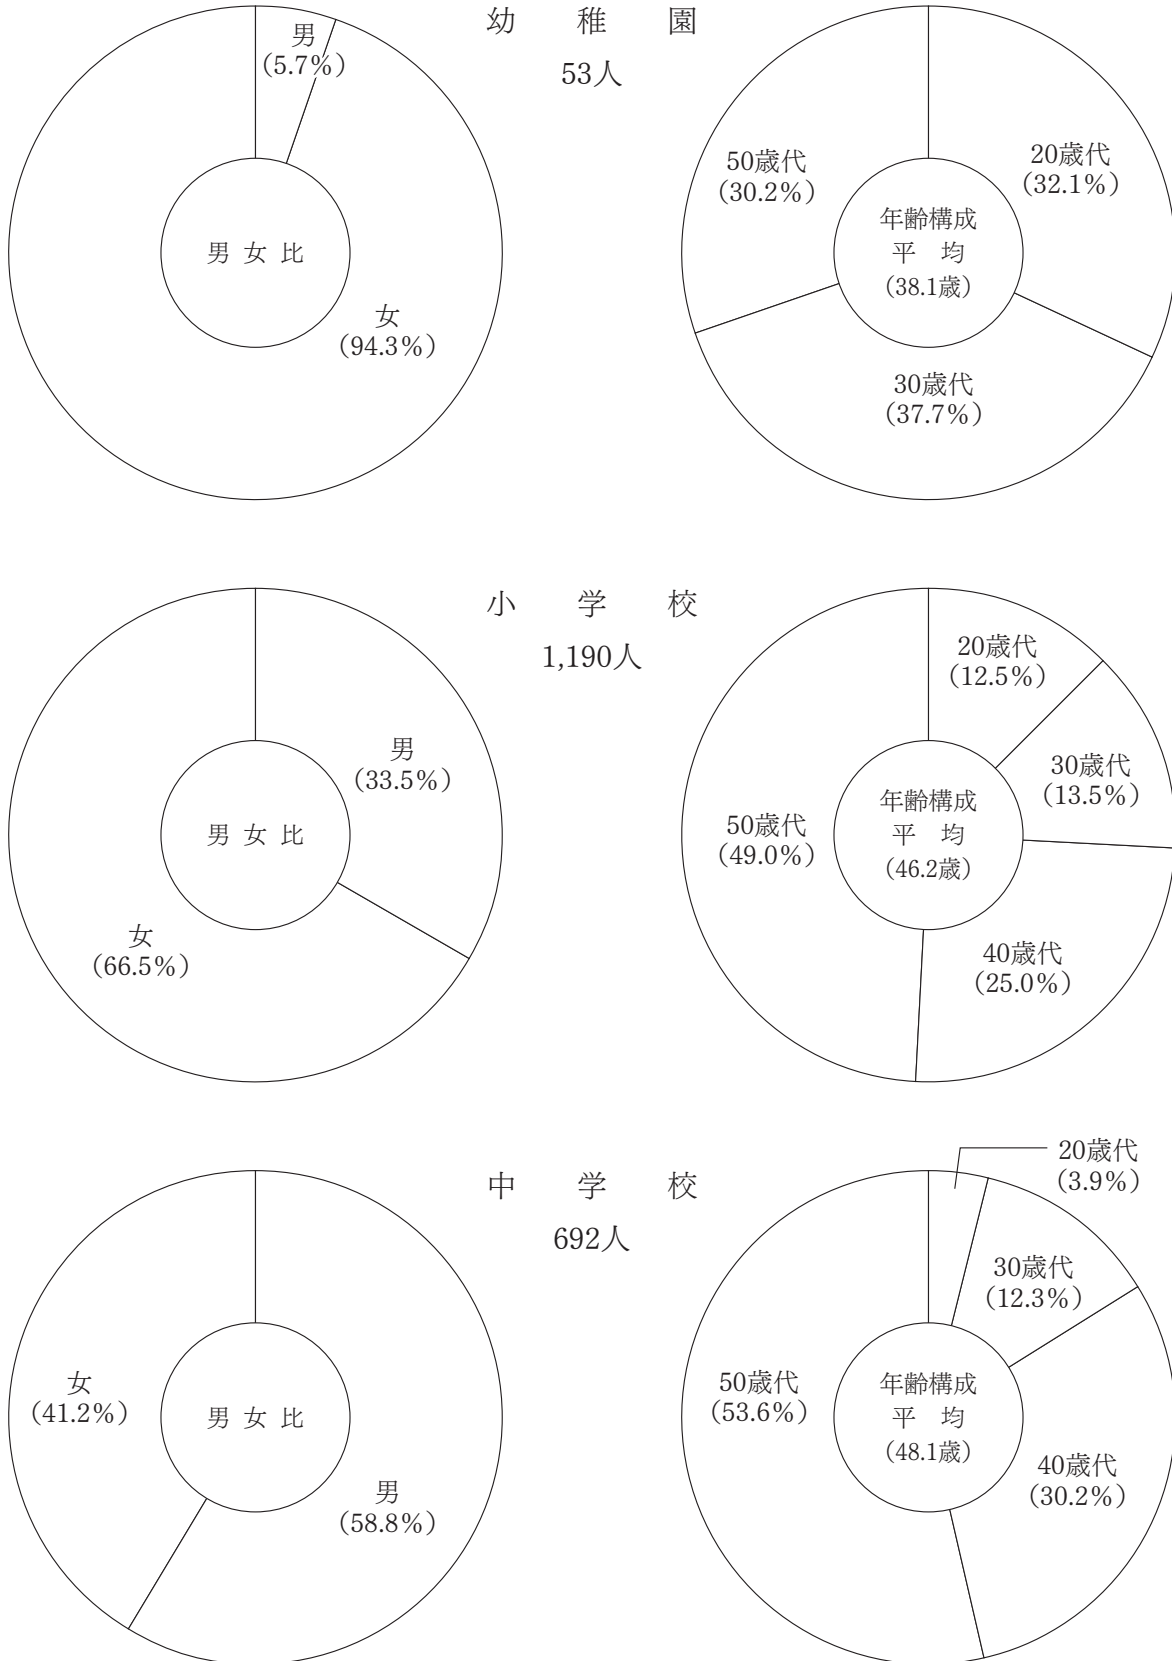 幼 稚 園
53人
男
(5.7%)
女
(94.3%)
男 女 比
20歳代
(32.1%)
30歳代
(37.7%)
50歳代
(30.2%)
年齢構成
平 均
(38.1歳)
小 学 校
1,190人
男
(33.5%)
女
(66.5%)
男 女 比
20歳代
(12.5%)
30歳代
(13.5%)
40歳代
(25.0%)
50歳代
(49.0%)
年齢構成
平 均
(46.2歳)
中 学 校
692人
男
(58.8%)
女
(41.2%)
男 女 比
20歳代
(3.9%)
30歳代
(12.3%)
40歳代
(30.2%)
50歳代
(53.6%)
年齢構成
平 均
(48.1歳)